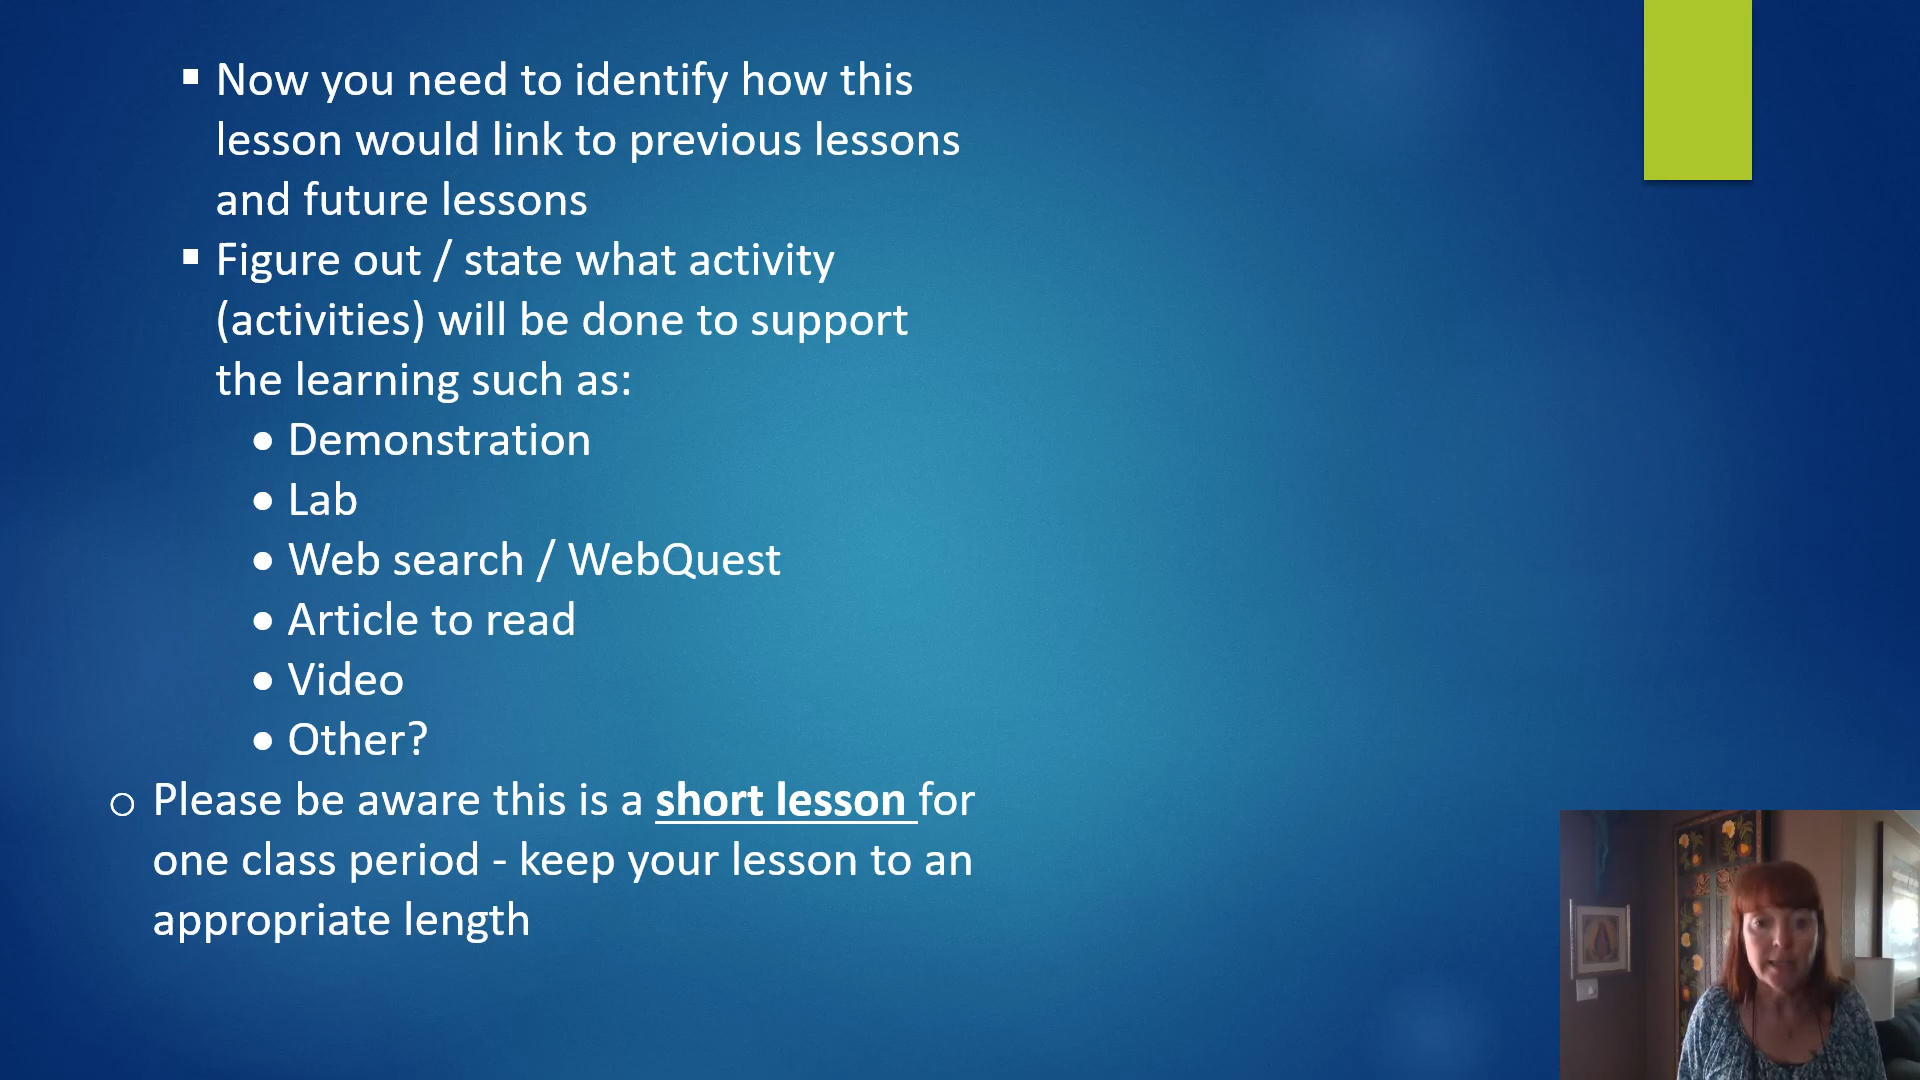 ▪ Now you need to identify how this
lesson would link to previous lessons
and future lessons
▪ Figure out / state what activity
(activities) will be done to support
the learning such as:
• Demonstration
• Lab
• Web search / WebQuest
• Article to read
• Video
• Other?
o Please be aware this is a short lesson for
one class period - keep your lesson to an
appropriate length